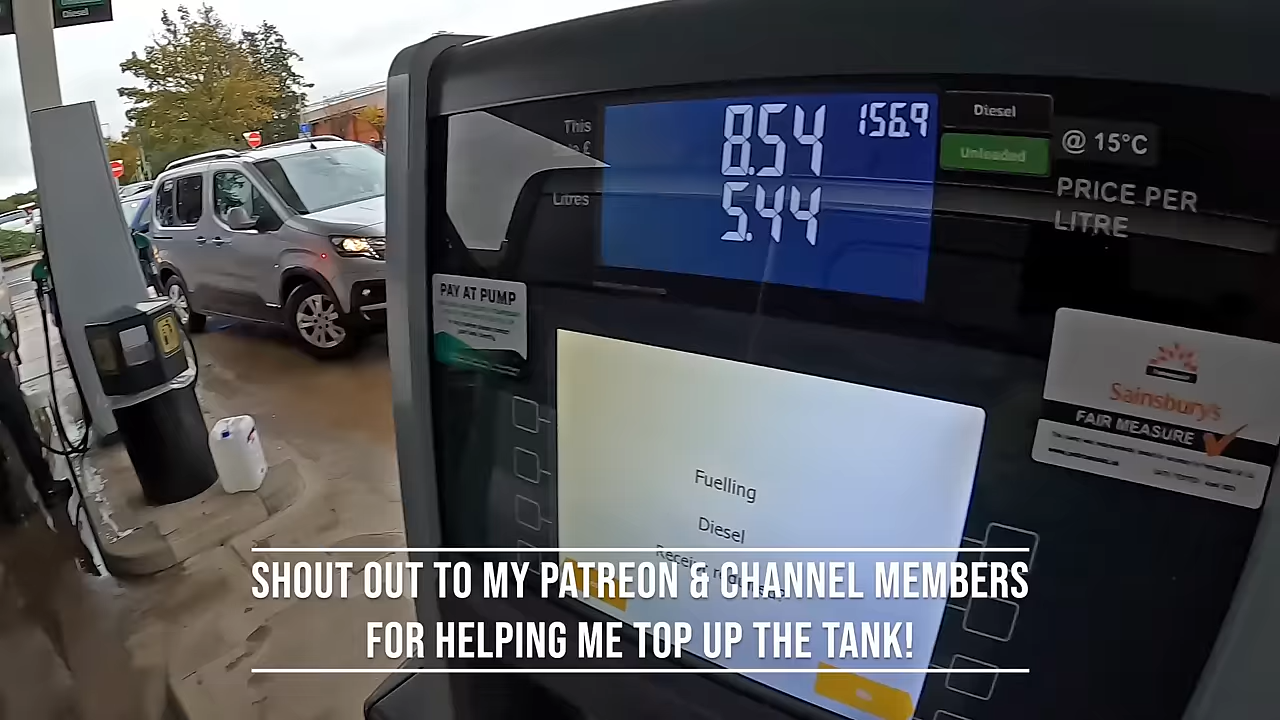 Diesel
This
8.54
156.9
Litres
5.44
Diesel
Unleaded
@ 15°C
PRICE PER
LITRE
PAY AT PUMP
Sainsbury's
FAIR MEASURE
Fuelling
Diesel
SHOUT OUT TO MY PATREON & CHANNEL MEMBERS
FOR HELPING ME TOP UP THE TANK!